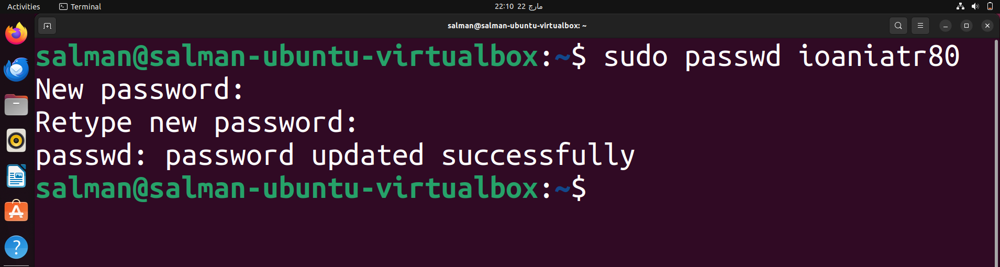 Activities Terminal 22:10 22 مارچ
salman@salman-ubuntu-virtualbox: ~
salman@salman-ubuntu-virtualbox:~$ sudo passwd ioaniatr80
New password:
Retype new password:
passwd: password updated successfully
salman@salman-ubuntu-virtualbox:~$